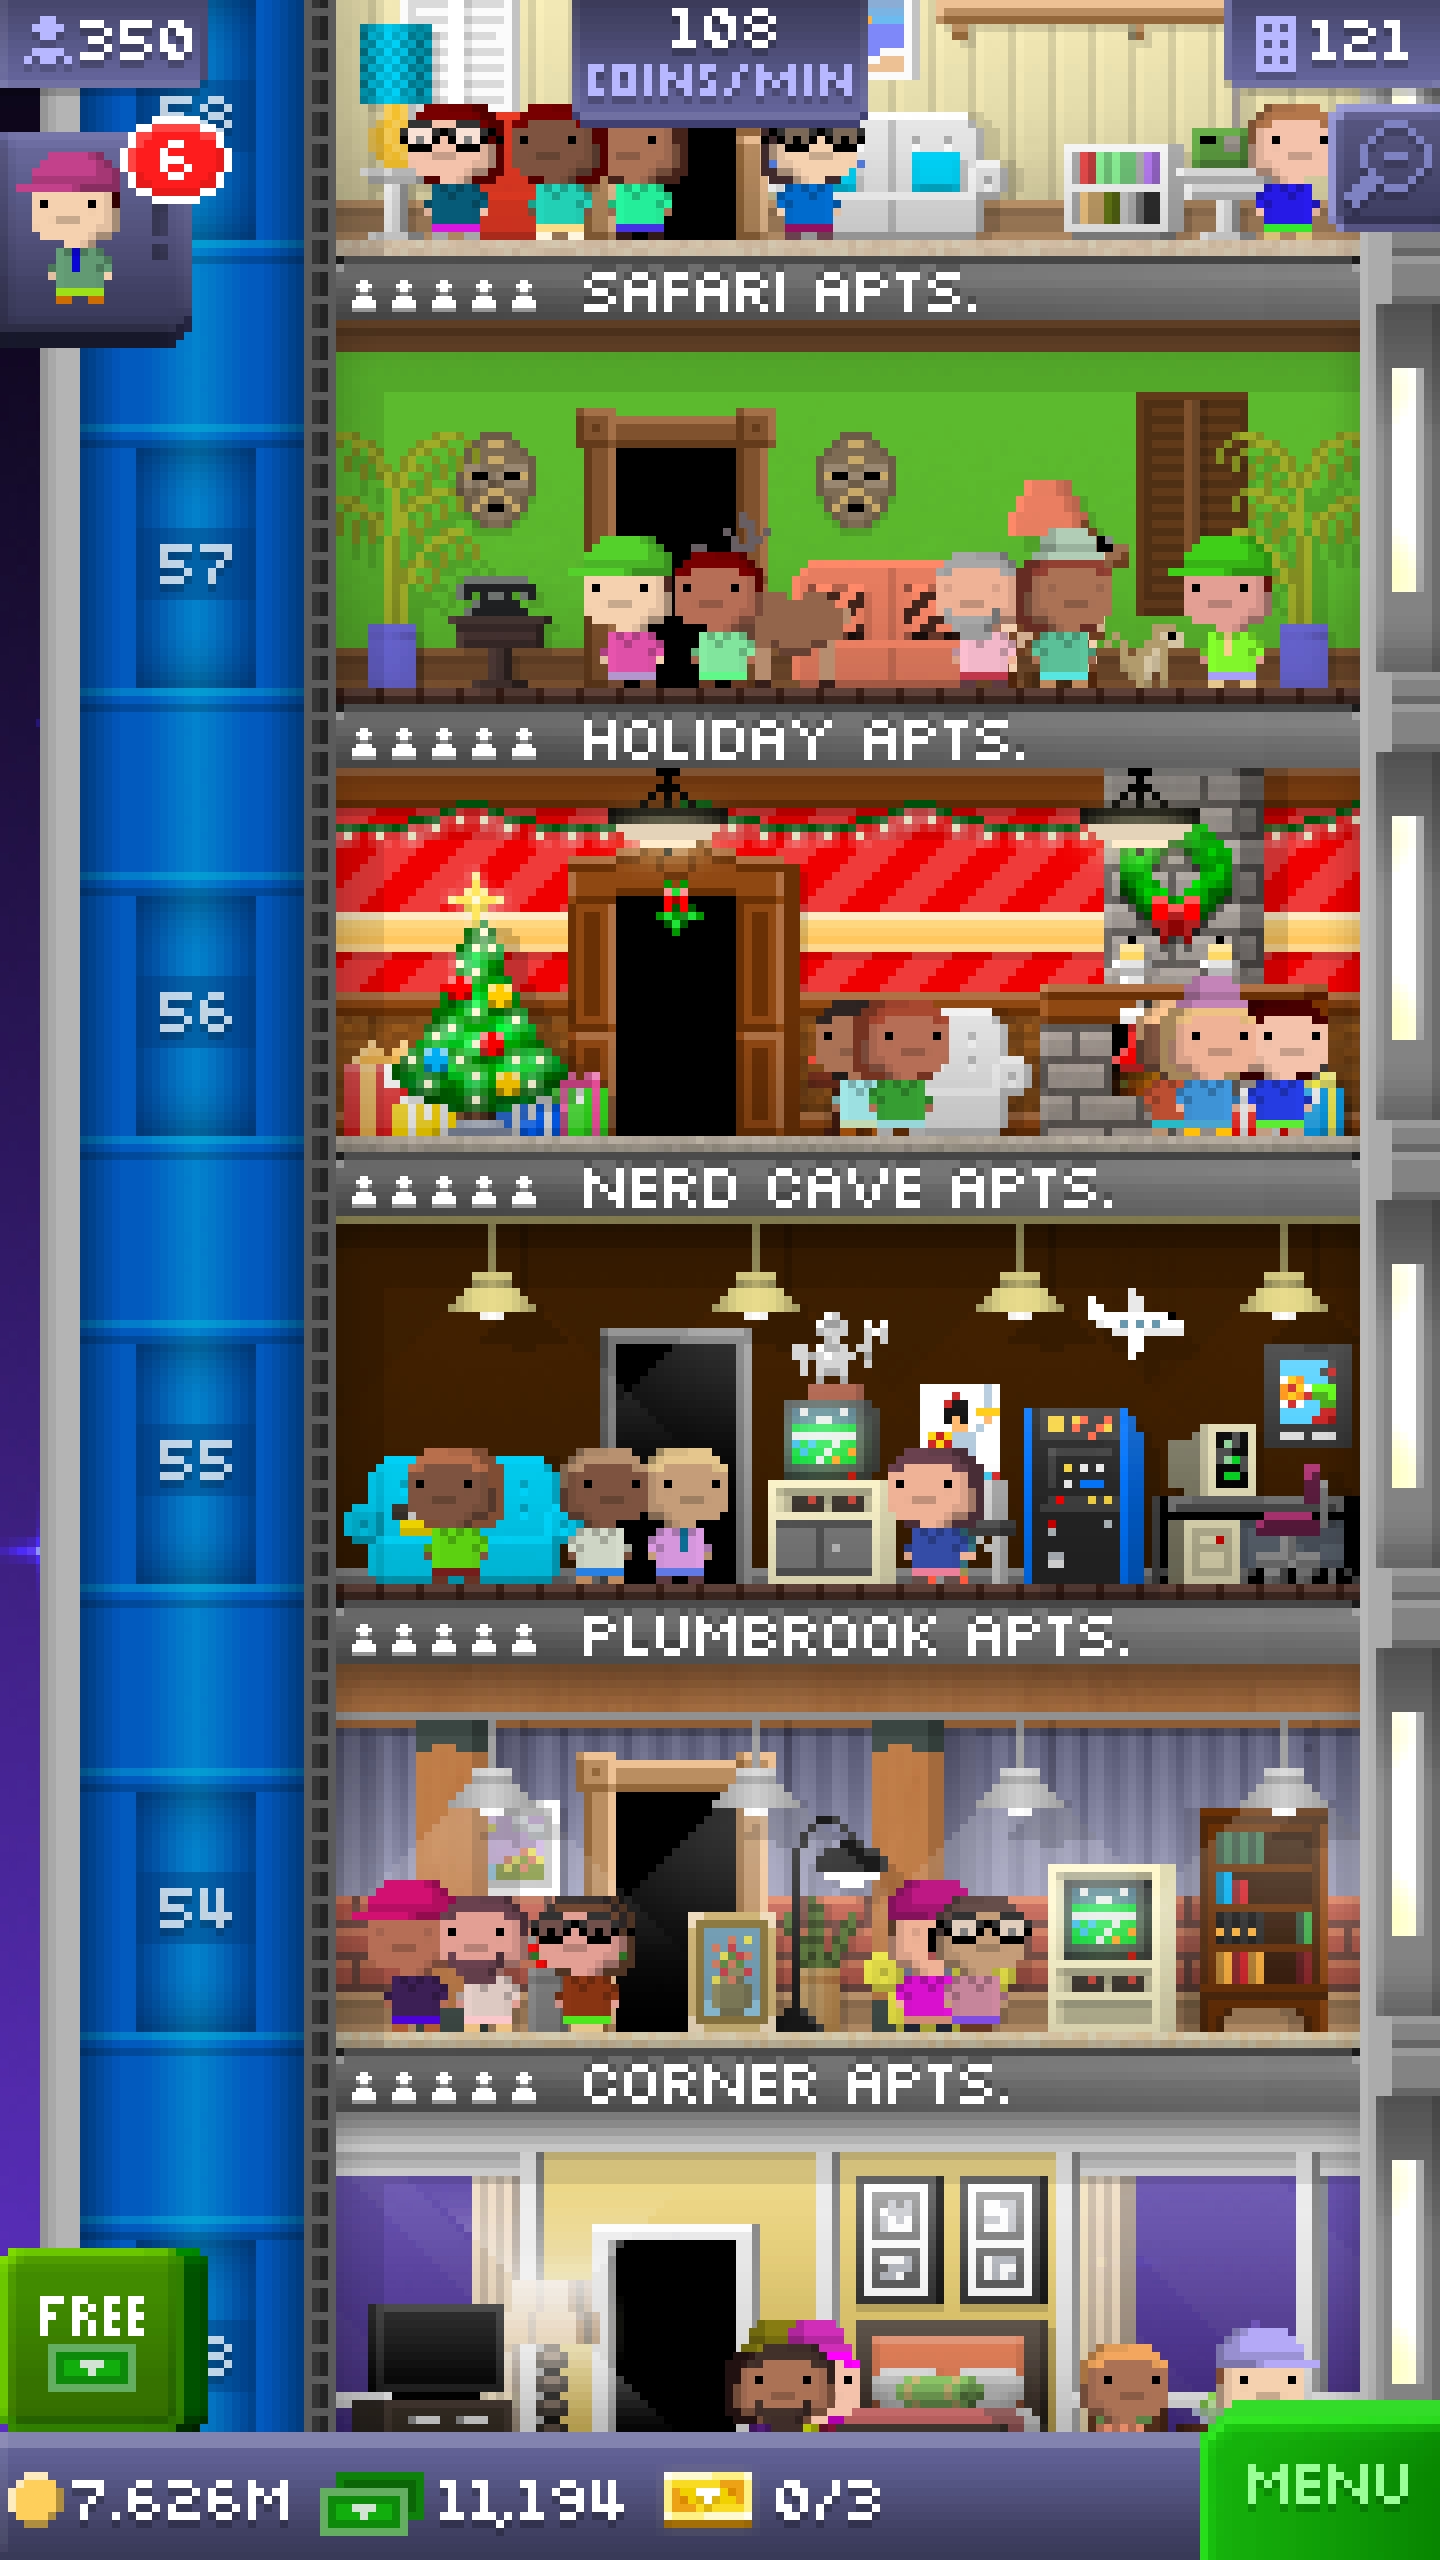 350
108
COINS/MIN
121
58
6
SAFARI APTS.
57
HOLIDAY APTS.
56
NERD CAVE APTS.
55
PLUMBROOK APTS.
54
CORNER APTS.
FREE
7.626M
11,194
0/3
MENU